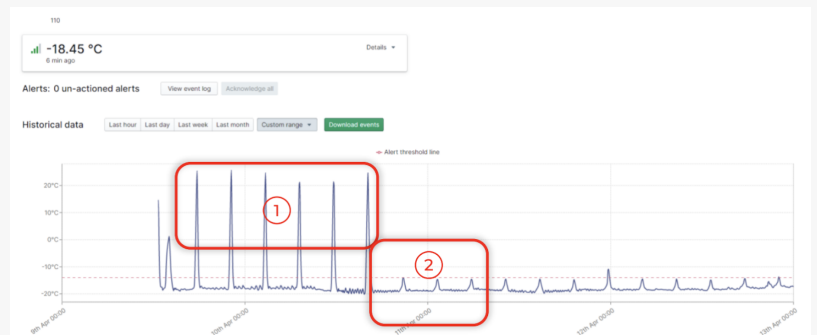 110
-18.45 °C
Details
6 min ago
Alerts: 0 un-actioned alerts
View event log
Acknowledge all
Historical data
Last hour
Last day
Last week
Last month
Custom range
Download events
Alert threshold line
20°C
10°C
0°C
-10°C
-20°C
1
2
9th Apr 00:00
10th Apr 00:00
11th Apr 00:00
12th Apr 00:00
13th Apr 00:00